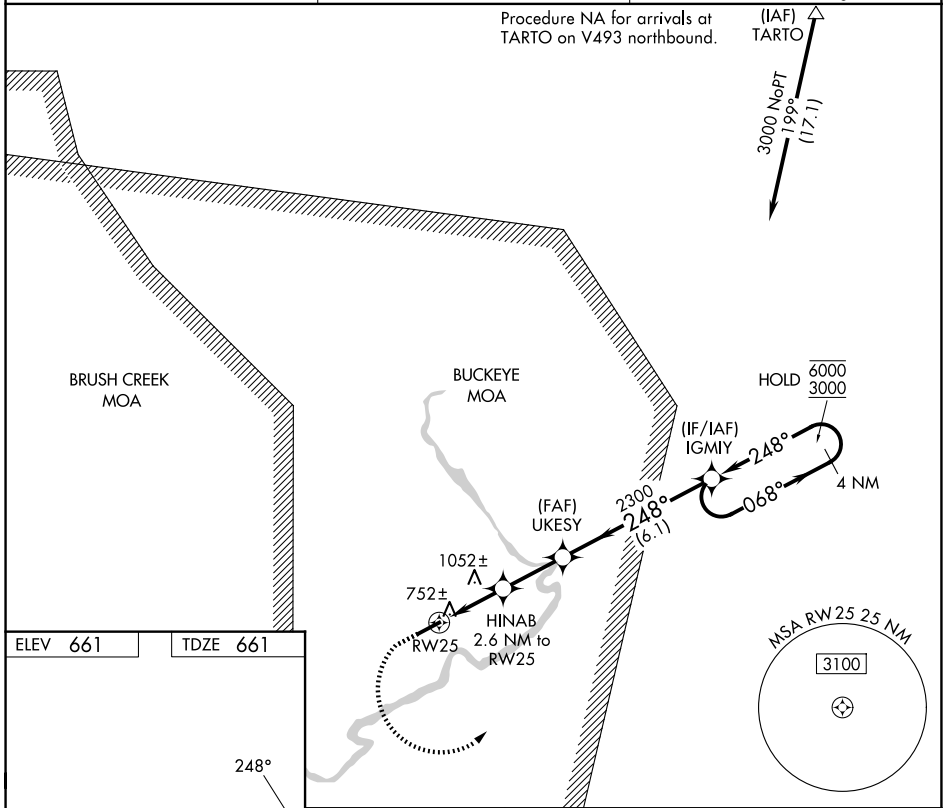 Procedure NA for arrivals at
TARTO on V493 northbound.
(IAF)
TARTO
3000 NoPT
199°
(17.1)
BRUSH CREEK
MOA
BUCKEYE
MOA
HOLD
6000
3000
(IF/IAF)
IGMIY
248°
068°
4 NM
2300
248°
(6.1)
(FAF)
UKESY
1052±
752±
HINAB
2.6 NM to
RW25
RW25
ELEV 661
TDZE 661
248°
MSA RW 25 25 NM
3100